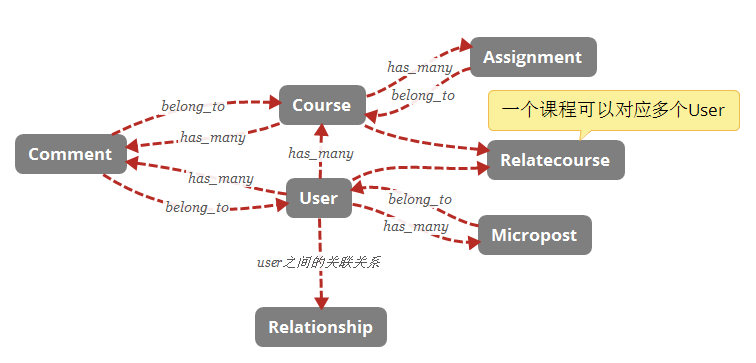 Assignment
has_many
belong_to
Course
belong_to
has_many
一个课程可以对应多个User
Comment
has_many
Relatecourse
has_many
User
belong_to
belong_to
has_many
Micropost
user之间的关联关系
Relationship